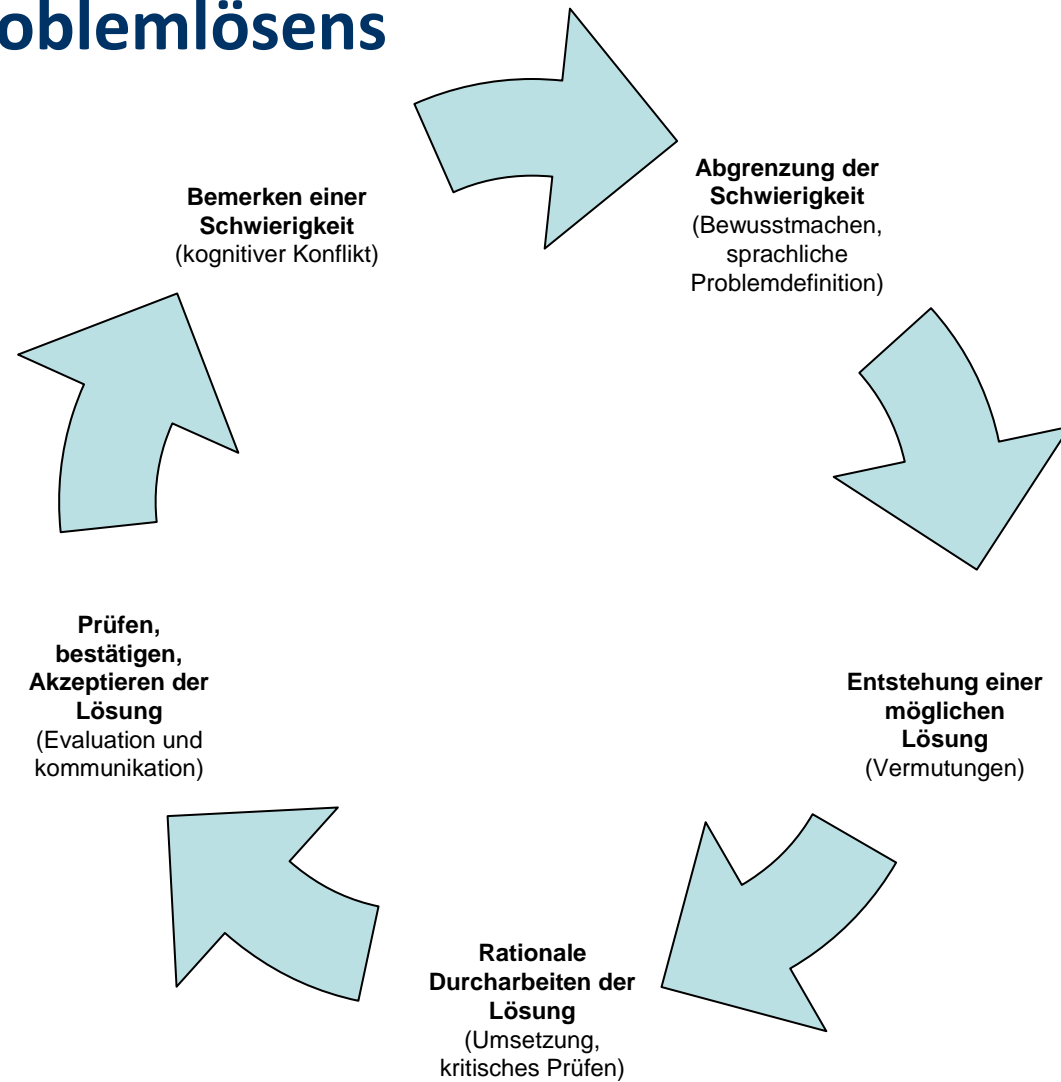 oblemlösens
Bemerken einer
Schwierigkeit
(kognitiver Konflikt)
Abgrenzung der
Schwierigkeit
(Bewusstmachen,
sprachliche
Problemdefinition)
Entstehung einer
möglichen
Lösung
(Vermutungen)
Rationale
Durcharbeiten der
Lösung
(Umsetzung,
kritisches Prüfen)
Prüfen,
bestätigen,
Akzeptieren der
Lösung
(Evaluation und
kommunikation)